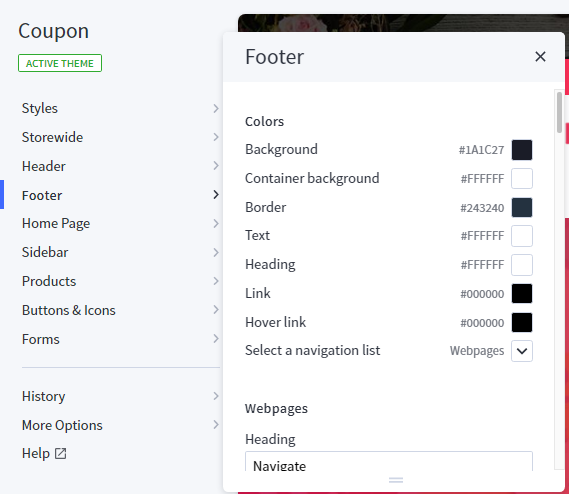 Coupon
ACTIVE THEME
Styles
Storewide
Header
Footer
Home Page
Sidebar
Products
Buttons & Icons
Forms
History
More Options
Help
Footer
Colors
Background #1A1C27
Container background #FFFFFF
Border #243240
Text #FFFFFF
Heading #FFFFFF
Link #000000
Hover link #000000
Select a navigation list Webpages
Webpages
Heading
Navigate